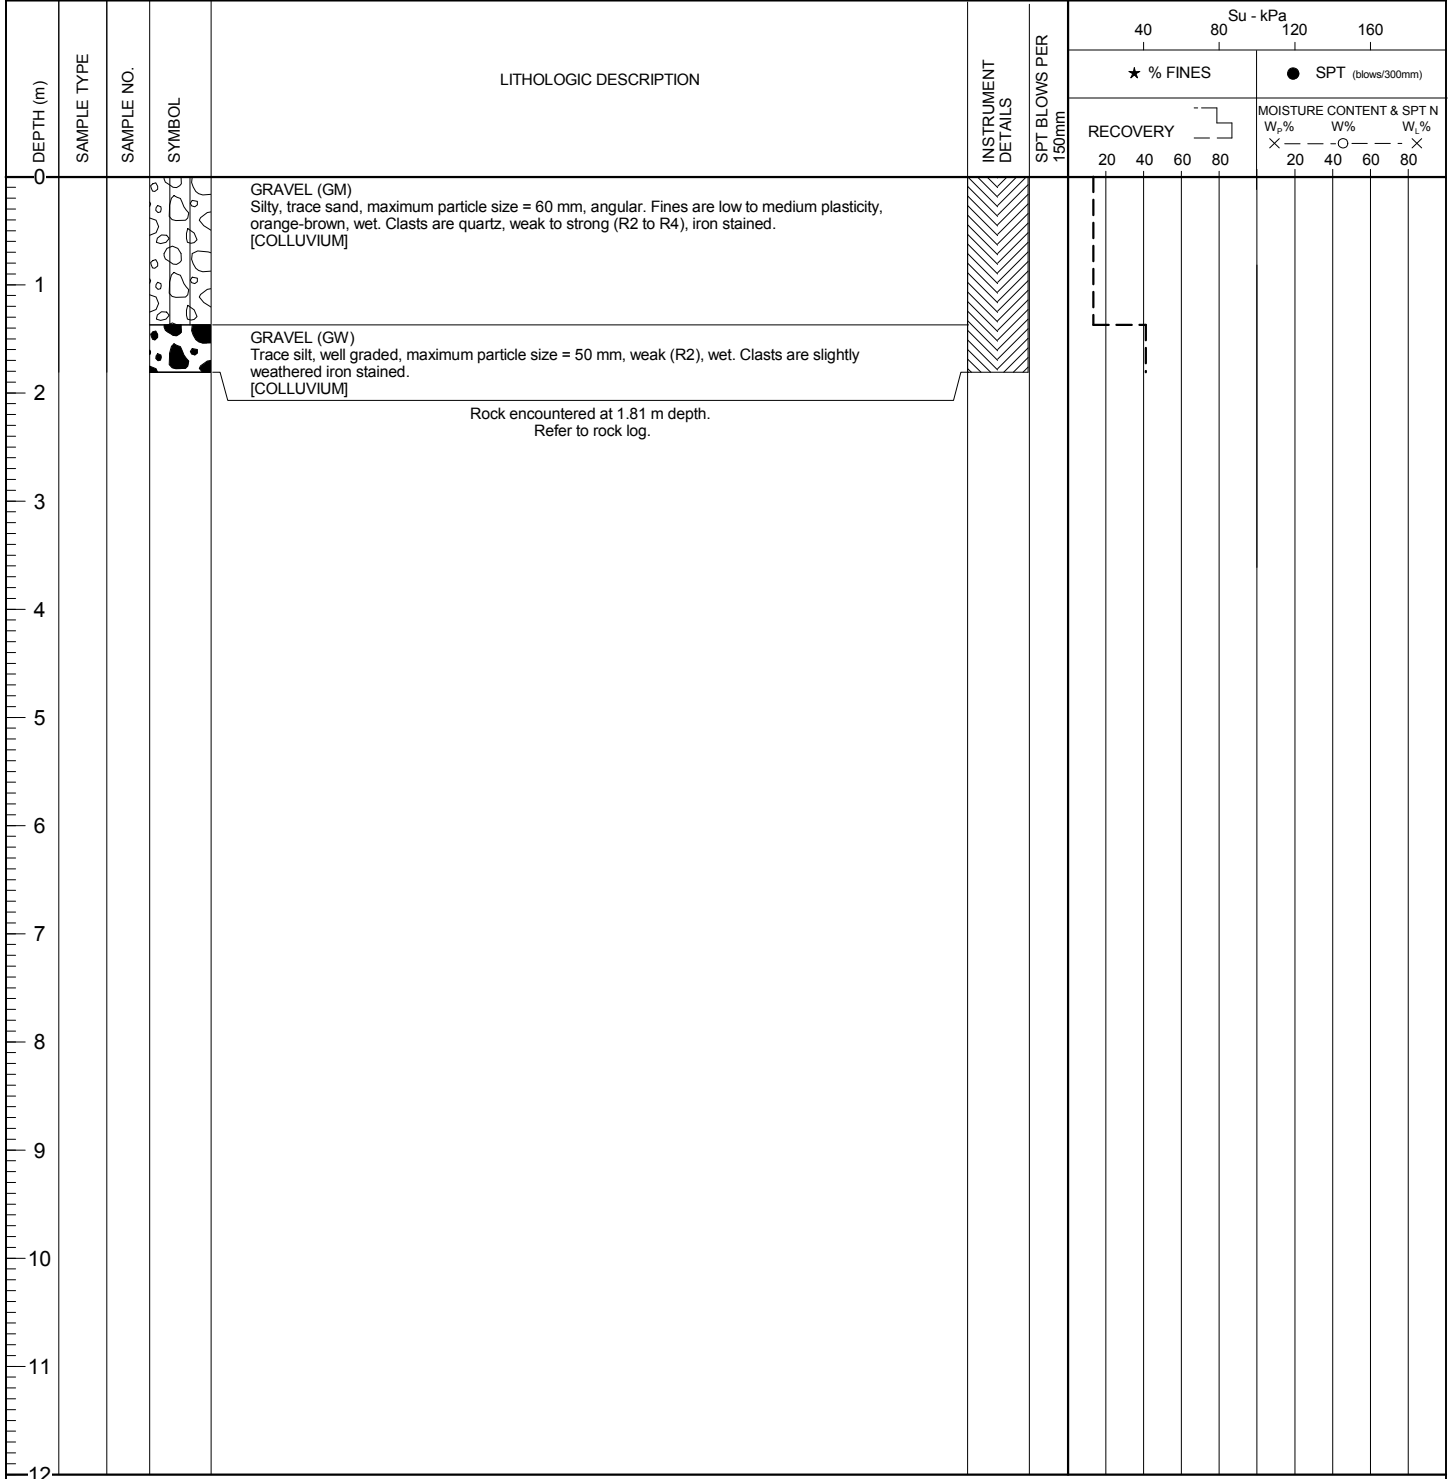 DEPTH (m)
SAMPLE TYPE
SAMPLE NO.
SYMBOL
LITHOLOGIC DESCRIPTION
INSTRUMENT
DETAILS
SPT BLOWS PER
150mm
Su - kPa
40 80 120 160
★ % FINES
● SPT (blows/300mm)
RECOVERY
MOISTURE CONTENT & SPT N
WP% W% WL%
20 40 60 80 20 40 60 80
0
GRAVEL (GM)
Silty, trace sand, maximum particle size = 60 mm, angular. Fines are low to medium plasticity,
orange-brown, wet. Clasts are quartz, weak to strong (R2 to R4), iron stained.
[COLLUVIUM]
1
GRAVEL (GW)
Trace silt, well graded, maximum particle size = 50 mm, weak (R2), wet. Clasts are slightly
weathered iron stained.
[COLLUVIUM]
2
Rock encountered at 1.81 m depth.
Refer to rock log.
3
4
5
6
7
8
9
10
11
12